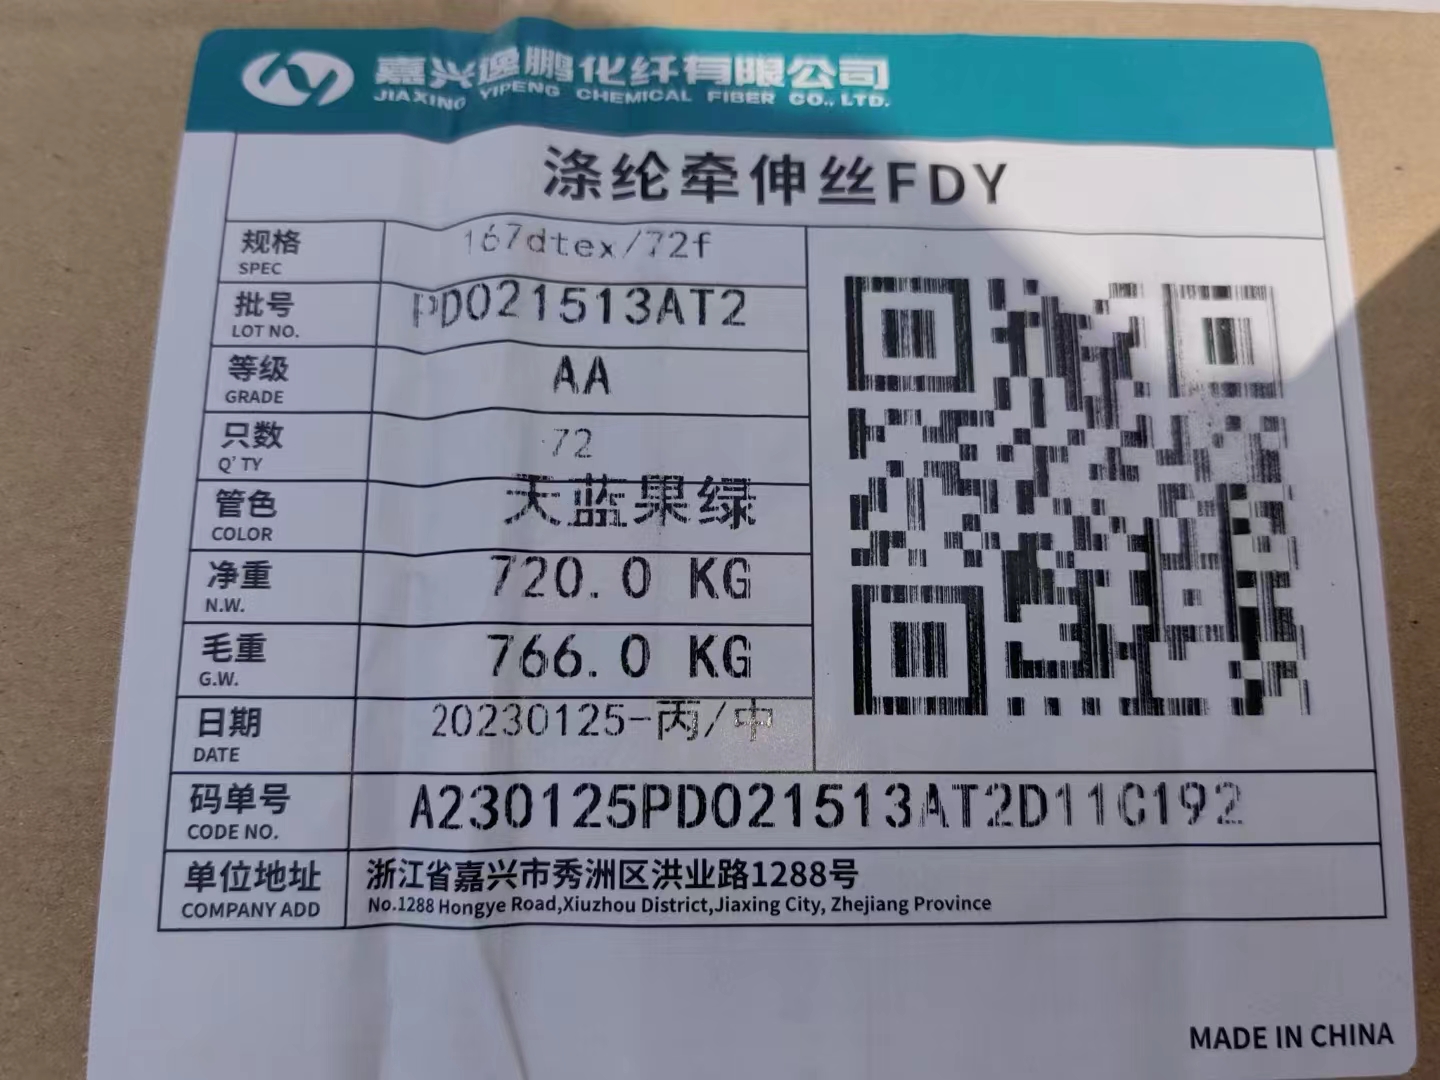 嘉兴逸鹏化纤有限公司
JIAXING YIPENG CHEMICAL FIBER CO., LTD.
涤纶牵伸丝FDY
规格 167dtex/72f
SPEC
批号 PD021513AT2
LOT NO.
等级 AA
GRADE
只数 72
Q'TY
管色 天蓝果绿
COLOR
净重 720.0 KG
N.W.
毛重 766.0 KG
G.W.
日期 20230125-丙/中
DATE
码单号 A230125PD021513AT2D11C192
CODE NO.
单位地址 浙江省嘉兴市秀洲区洪业路1288号
COMPANY ADD No.1288 Hongye Road,Xiuzhou District,Jiaxing City, Zhejiang Province
MADE IN CHINA